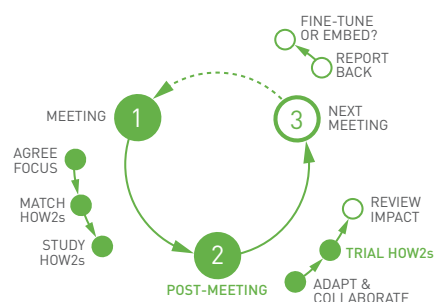 FINE-TUNE
OR EMBED?
REPORT
BACK
MEETING
1
3
NEXT
MEETING
AGREE
FOCUS
MATCH
HOW2s
STUDY
HOW2s
2
POST-MEETING
REVIEW
IMPACT
TRIAL HOW2s
ADAPT &
COLLABORATE